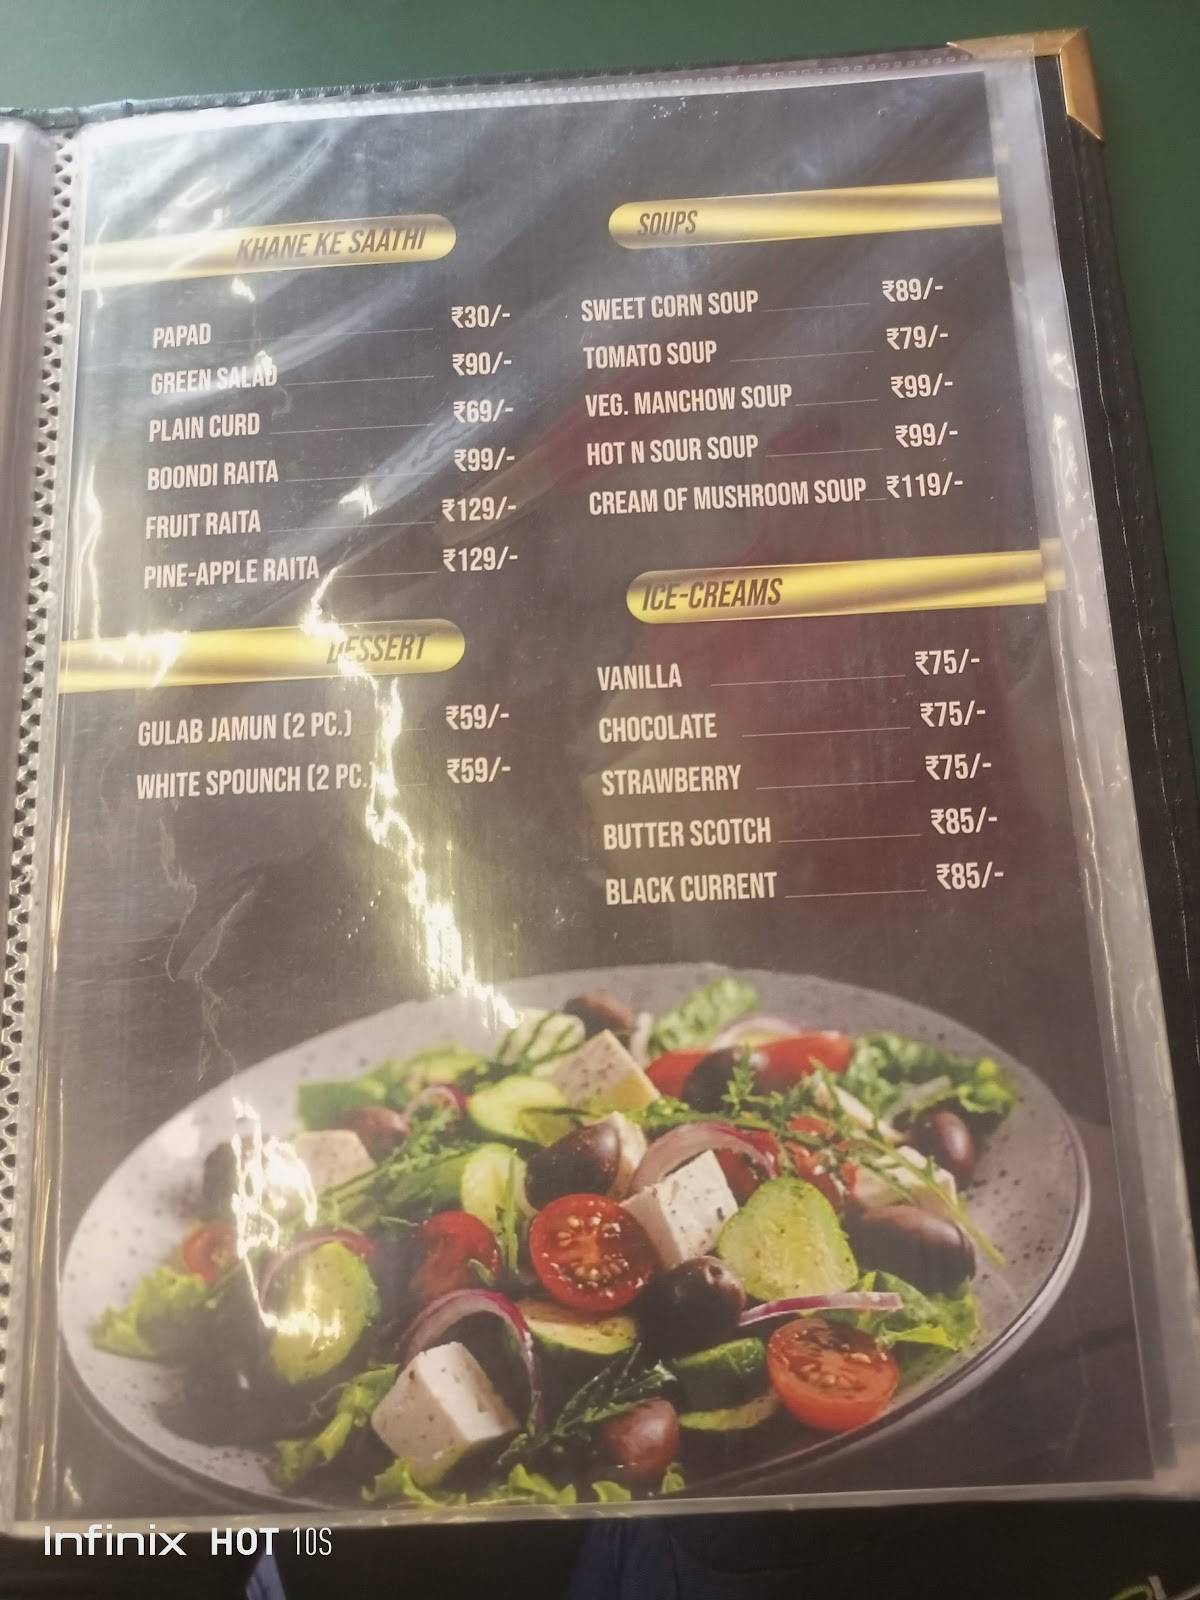 KHANE KE SAATHI
PAPAD ₹30/-
GREEN SALAD ₹90/-
PLAIN CURD ₹69/-
BOONDI RAITA ₹99/-
FRUIT RAITA ₹129/-
PINE-APPLE RAITA ₹129/-
DESSERT
GULAB JAMUN (2 PC.) ₹59/-
WHITE SPOUNCH (2 PC.) ₹59/-
SOUPS
SWEET CORN SOUP ₹89/-
TOMATO SOUP ₹79/-
VEG. MANCHOW SOUP ₹99/-
HOT N SOUR SOUP ₹99/-
CREAM OF MUSHROOM SOUP ₹119/-
ICE-CREAMS
VANILLA ₹75/-
CHOCOLATE ₹75/-
STRAWBERRY ₹75/-
BUTTER SCOTCH ₹85/-
BLACK CURRENT ₹85/-
Infinix HOT 10S